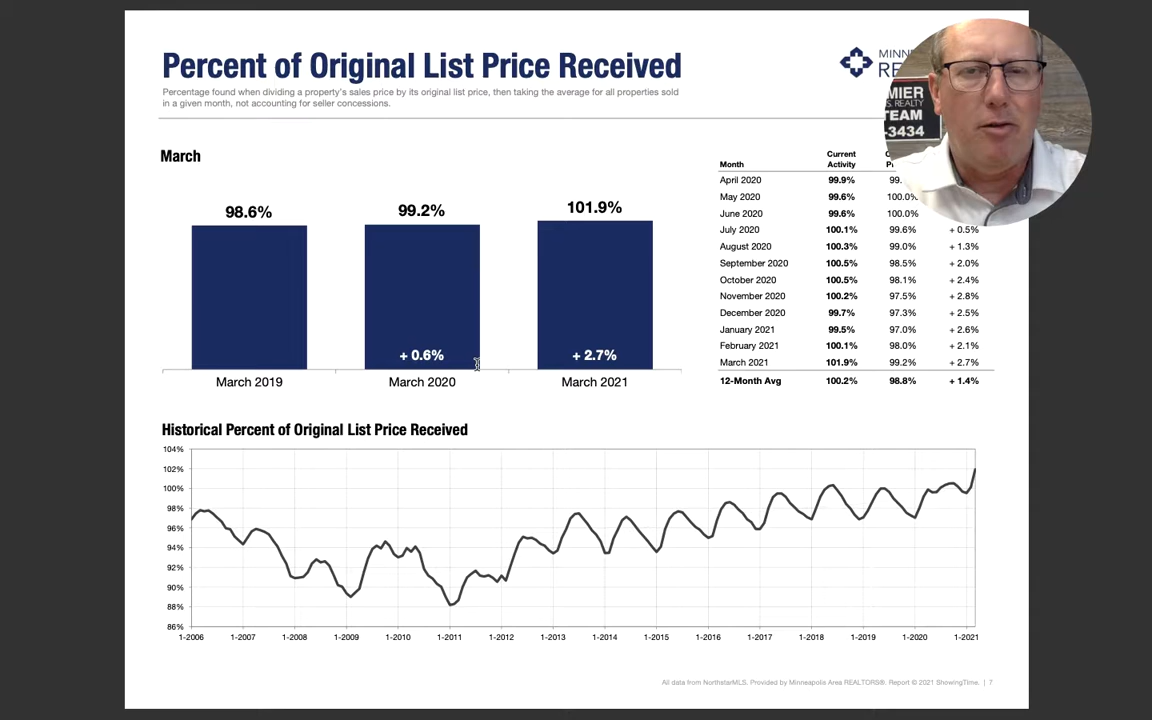 Percent of Original List Price Received
Percentage found when dividing a property's sales price by its original list price, then taking the average for all properties sold
in a given month, not accounting for seller concessions.
TEAM
-3434
March
98.6%
99.2%
101.9%
+ 0.6%
+ 2.7%
March 2019
March 2020
March 2021
Current
Month Activity
April 2020 99.9% 99.
May 2020 99.6% 100.0%
June 2020 99.6% 100.0%
July 2020 100.1% 99.6% + 0.5%
August 2020 100.3% 99.0% + 1.3%
September 2020 100.5% 98.5% + 2.0%
October 2020 100.5% 98.1% + 2.4%
November 2020 100.2% 97.5% + 2.8%
December 2020 99.7% 97.3% + 2.5%
January 2021 99.5% 97.0% + 2.6%
February 2021 100.1% 98.0% + 2.1%
March 2021 101.9% 99.2% + 2.7%
12-Month Avg 100.2% 98.8% + 1.4%
Historical Percent of Original List Price Received
104%
102%
100%
98%
96%
94%
92%
90%
88%
86%
1-2006 1-2007 1-2008 1-2009 1-2010 1-2011 1-2012 1-2013 1-2014 1-2015 1-2016 1-2017 1-2018 1-2019 1-2020 1-2021
All data from NorthstarMLS. Provided by Minneapolis Area REALTORS®. Report © 2021 ShowingTime. | 7